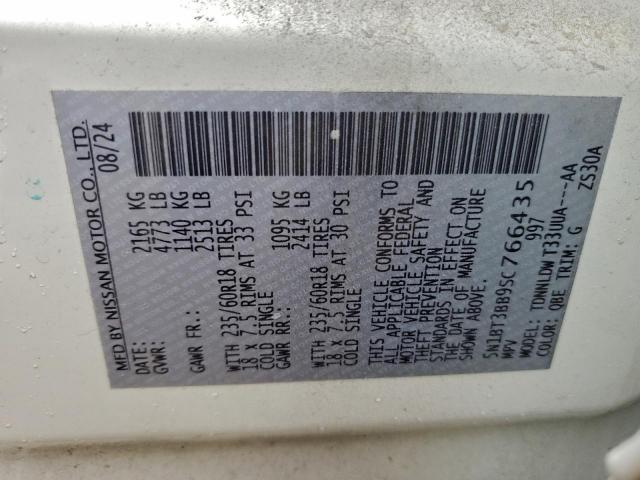 MFD BY NISSAN MOTOR CO., LTD.
DATE: 08/24
GVWR: 2165 KG
4773 LB
GAWR FR.: 1140 KG
2513 LB
WITH 235/60R18 TIRES
18 X 7.5 RIMS AT 33 PSI
COLD SINGLE
GAWR RR.: 1095 KG
2414 LB
WITH 235/60R18 TIRES
18 X 7.5 RIMS AT 30 PSI
COLD SINGLE
THIS VEHICLE CONFORMS TO
ALL APPLICABLE FEDERAL
MOTOR VEHICLE SAFETY AND
THEFT PREVENTION
STANDARDS IN EFFECT ON
THE DATE OF MANUFACTURE
SHOWN ABOVE.
5N1BT3BB9SC766435
MPV 997
MODEL: TDNNLDW T33UUA---AA
COLOR: QBE TRIM: G ZS30A